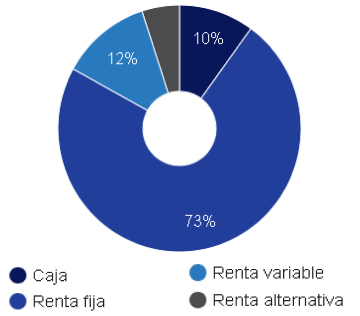 10%
12%
73%
Caja
Renta variable
Renta fija
Renta alternativa